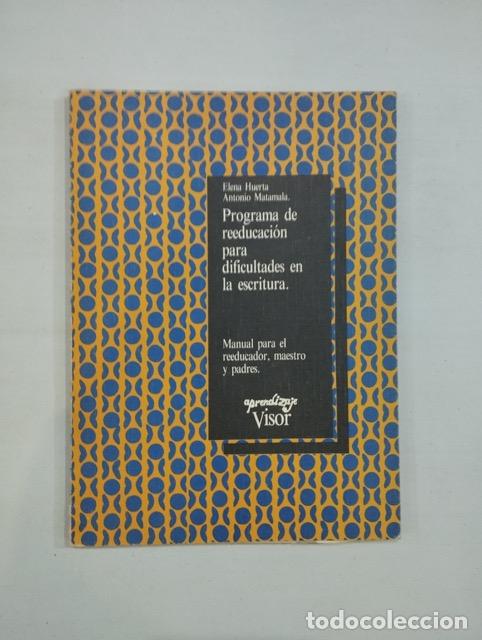 Elena Huerta
Antonio Matamala.
Programa de
reeducación
para
dificultades en
la escritura.
Manual para el
reeducador, maestro
y padres.
aprendizaje
Visor
todocoleccion